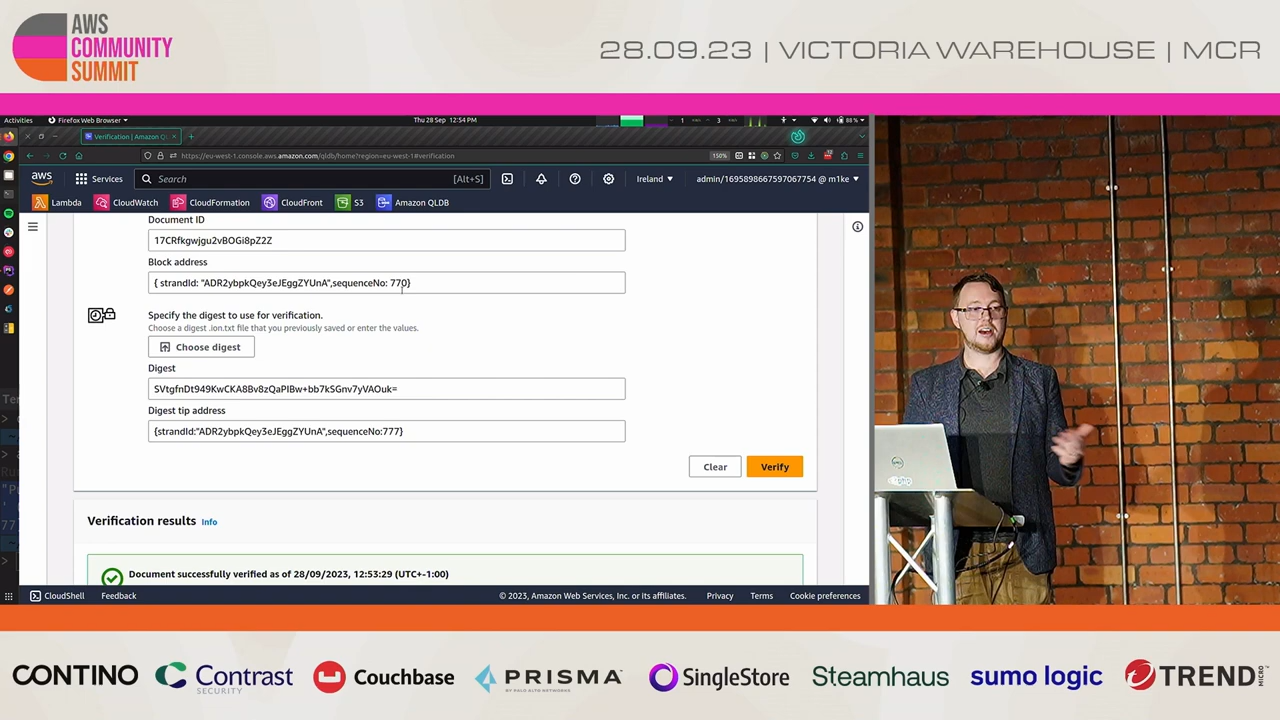 AWS
COMMUNITY
SUMMIT
28.09.23 | VICTORIA WAREHOUSE | MCR
Activities
Firefox Web Browser
Thu 28 Sep 12:54 PM
1
3
88%
Verification | Amazon Q
https://eu-west-1.console.aws.amazon.com/qldb/home?region=eu-west-1#verification
150%
aws
Services
Search
[Alt+S]
Ireland
admin/1695898667597067754 @ m1ke
Lambda
CloudWatch
CloudFormation
CloudFront
S3
Amazon QLDB
Document ID
17CRfkgwjgu2vBOGi8pZ2Z
Block address
{ strandId: "ADR2ybpkQey3eJEggZYUnA",sequenceNo: 770}
Specify the digest to use for verification.
Choose a digest .ion.txt file that you previously saved or enter the values.
Choose digest
Digest
SVtgfnDt949KwCKA8Bv8zQaPIBw+bb7kSGnv7yVAOuk=
Digest tip address
{strandId:"ADR2ybpkQey3eJEggZYUnA",sequenceNo:777}
Clear
Verify
Verification results Info
Document successfully verified as of 28/09/2023, 12:53:29 (UTC+-1:00)
CloudShell
Feedback
© 2023, Amazon Web Services, Inc. or its affiliates.
Privacy
Terms
Cookie preferences
DELL
CONTINO
Contrast
SECURITY
Couchbase
PRISMA
BY PALO ALTO NETWORKS
SingleStore
Steamhaus
sumo logic
TREND
MICRO